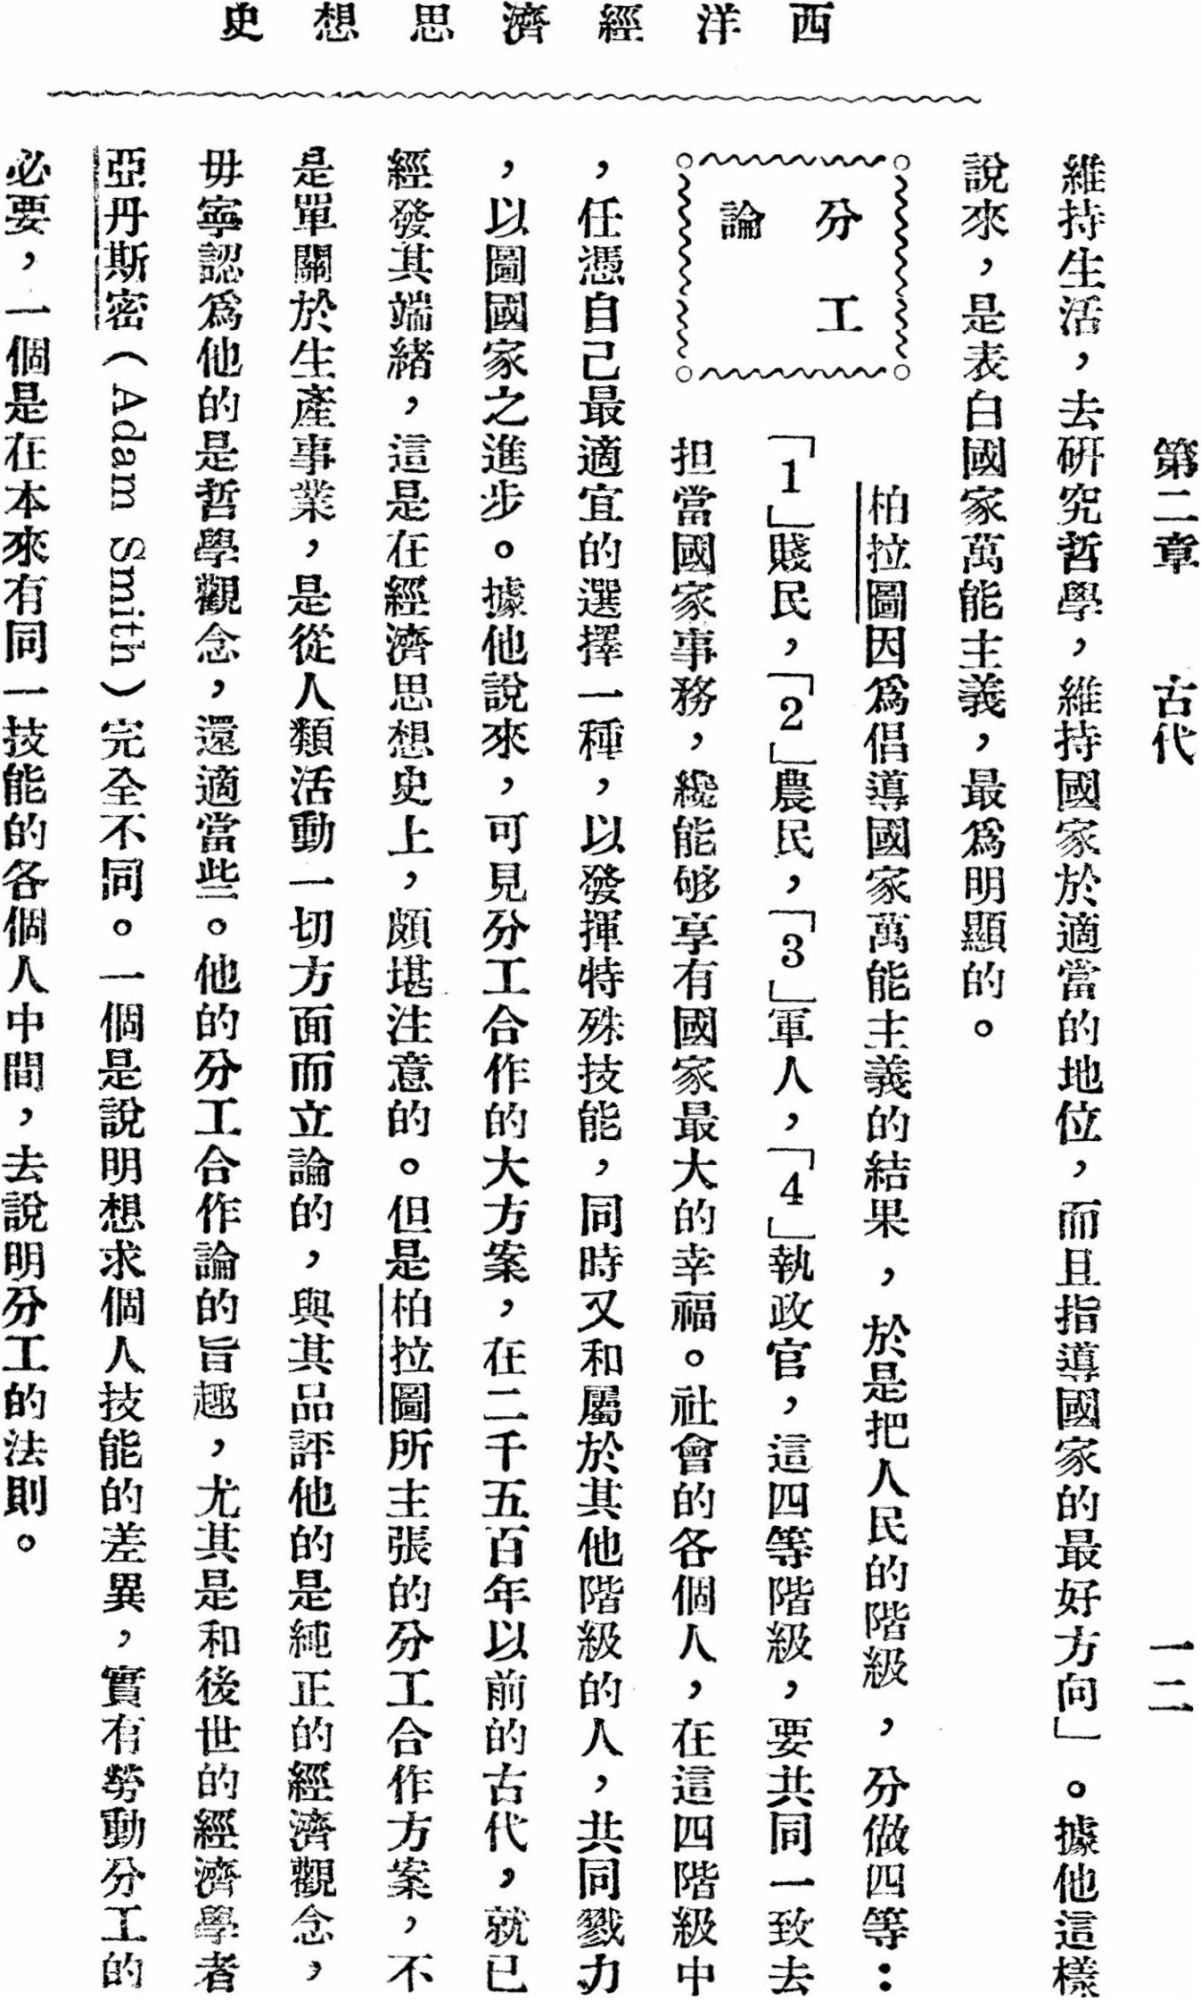 西洋經濟思想史
第二章 古代 一二
維持生活，去研究哲學，維持國家於適當的地位，而且指導國家的最好方向」。據他這樣
說來，是表白國家萬能主義，最爲明顯的。
分工
論
柏拉圖因爲倡導國家萬能主義的結果，於是把人民的階級，分做四等：
「1」賤民，「2」農民，「3」軍人，「4」執政官，這四等階級，要共同一致去
担當國家事務，纔能够享有國家最大的幸福。社會的各個人，在這四階級中
，任憑自己最適宜的選擇一種，以發揮特殊技能，同時又和屬於其他階級的人，共同戮力
，以圖國家之進步。據他說來，可見分工合作的大方案，在二千五百年以前的古代，就已
經發其端緒，這是在經濟思想史上，頗堪注意的。但是柏拉圖所主張的分工合作方案，不
是單關於生產事業，是從人類活動一切方面而立論的，與其品評他的是純正的經濟觀念，
毋寧認爲他的是哲學觀念，還適當些。他的分工合作論的旨趣，尤其是和後世的經濟學者
亞丹斯密（Adam Smith）完全不同。一個是說明想求個人技能的差異，實有勞動分工的
必要，一個是在本來有同一技能的各個人中間，去說明分工的法則。